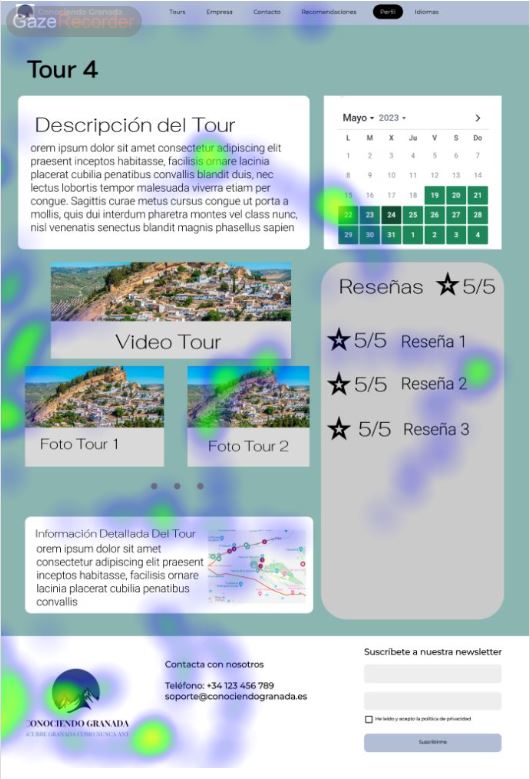 Conociendo Granada
Tours
Empresa
Contacto
Recomendaciones
Perfil
Idiomas
GazeRecorder
Tour 4
Descripción del Tour
orem ipsum dolor sit amet consectetur adipiscing elit
praesent inceptos habitasse, facilisis ornare lacinia
placerat cubilia penatibus convallis blandit duis, nec
lectus lobortis tempor malesuada viverra etiam per
congue. Sagittis curae metus cursus congue ut porta a
mollis, quis dui interdum pharetra montes vel class nunc,
nisl venenatis senectus blandit magnis phasellus sapien
Mayo 2023
L M X Ju V S Do
1 2 3 4 5 6 7
8 9 10 11 12 13 14
15 16 17 18 19 20 21
22 23 24 25 26 27 28
29 30 31 1 2 3 4
Video Tour
Foto Tour 1
Foto Tour 2
Reseñas 5/5
5/5 Reseña 1
5/5 Reseña 2
5/5 Reseña 3
Información Detallada Del Tour
orem ipsum dolor sit amet
consectetur adipiscing elit praesent
inceptos habitasse, facilisis ornare
lacinia placerat cubilia penatibus
convallis
CONOCIENDO GRANADA
CUBRE GRANADA COMO NUNCA ANT
Contacta con nosotros
Teléfono: +34 123 456 789
soporte@conociendogranada.es
Suscríbete a nuestra newsletter
He leído y acepto la política de privacidad
Suscribirme